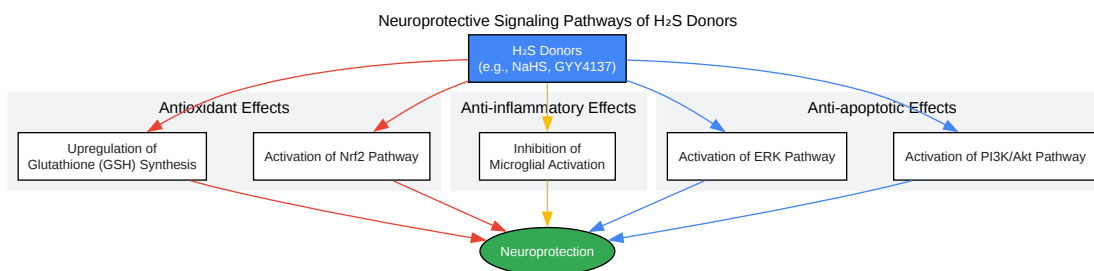 Neuroprotective Signaling Pathways of H₂S Donors
H₂S Donors
(e.g., NaHS, GYY4137)
Antioxidant Effects
Anti-inflammatory Effects
Anti-apoptotic Effects
Upregulation of
Glutathione (GSH) Synthesis
Activation of Nrf2 Pathway
Inhibition of
Microglial Activation
Activation of ERK Pathway
Activation of PI3K/Akt Pathway
Neuroprotection